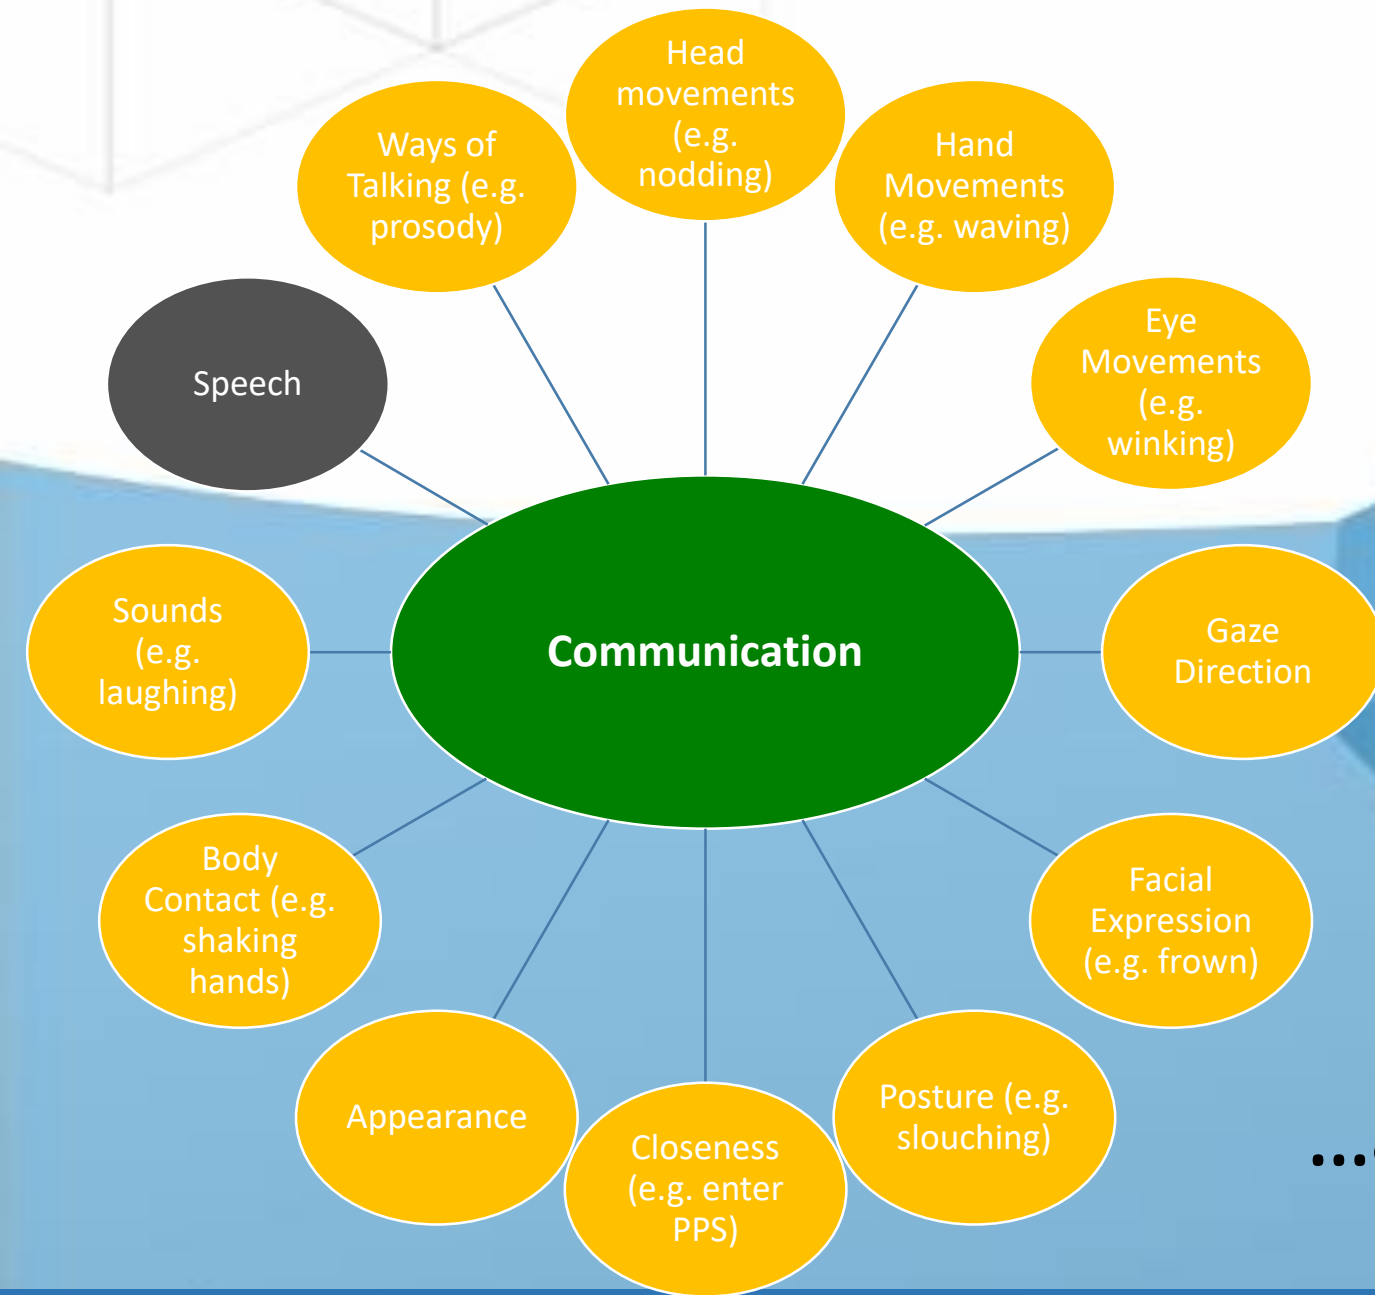 Head
movements
(e.g.
nodding)
Ways of
Talking (e.g.
prosody)
Hand
Movements
(e.g. waving)
Speech
Eye
Movements
(e.g.
winking)
Sounds
(e.g.
laughing)
Communication
Gaze
Direction
Body
Contact (e.g.
shaking
hands)
Facial
Expression
(e.g. frown)
Appearance
Closeness
(e.g. enter
PPS)
Posture (e.g.
slouching)
...